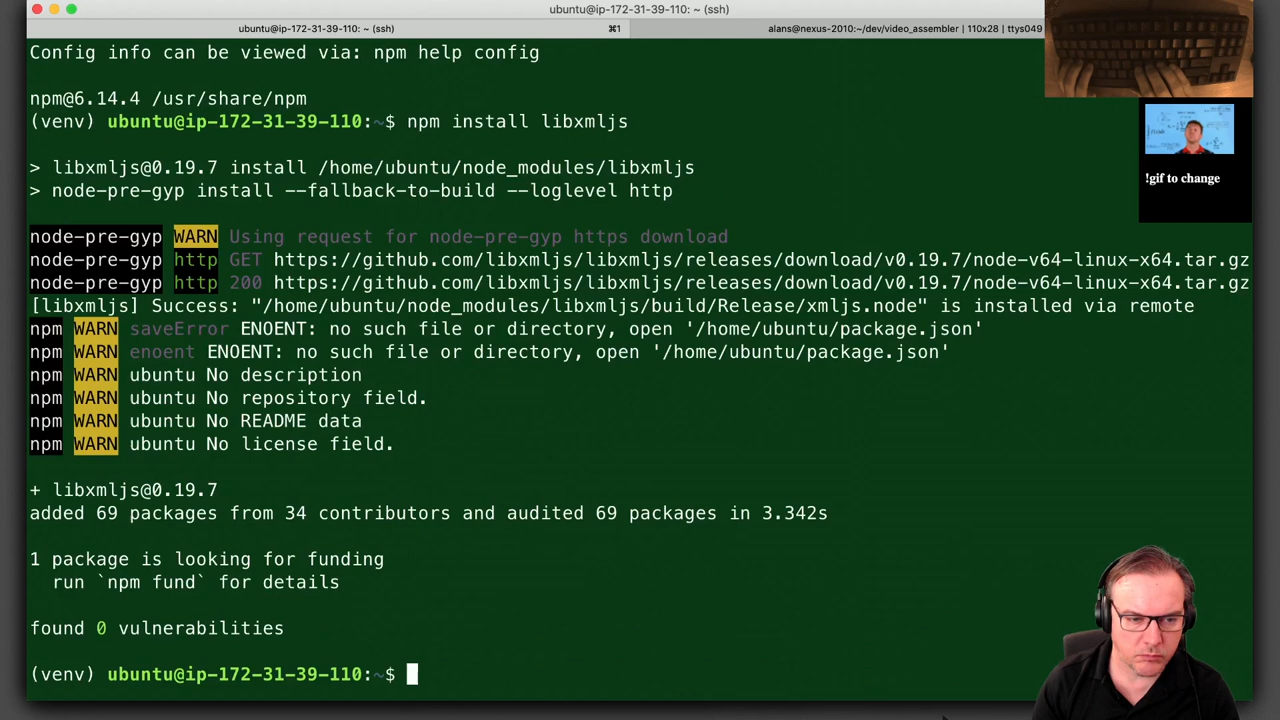 ubuntu@ip-172-31-39-110: ~ (ssh)
ubuntu@ip-172-31-39-110: ~ (ssh) ⌘1 alans@nexus-2010:~/dev/video_assembler | 110x28 | ttys049
Config info can be viewed via: npm help config
npm@6.14.4 /usr/share/npm
(venv) ubuntu@ip-172-31-39-110:~$ npm install libxmljs
> libxmljs@0.19.7 install /home/ubuntu/node_modules/libxmljs
> node-pre-gyp install --fallback-to-build --loglevel http
!gif to change
node-pre-gyp WARN Using request for node-pre-gyp https download
node-pre-gyp http GET https://github.com/libxmljs/libxmljs/releases/download/v0.19.7/node-v64-linux-x64.tar.gz
node-pre-gyp http 200 https://github.com/libxmljs/libxmljs/releases/download/v0.19.7/node-v64-linux-x64.tar.gz
[libxmljs] Success: "/home/ubuntu/node_modules/libxmljs/build/Release/xmljs.node" is installed via remote
npm WARN saveError ENOENT: no such file or directory, open '/home/ubuntu/package.json'
npm WARN enoent ENOENT: no such file or directory, open '/home/ubuntu/package.json'
npm WARN ubuntu No description
npm WARN ubuntu No repository field.
npm WARN ubuntu No README data
npm WARN ubuntu No license field.
+ libxmljs@0.19.7
added 69 packages from 34 contributors and audited 69 packages in 3.342s
1 package is looking for funding
run `npm fund` for details
found 0 vulnerabilities
(venv) ubuntu@ip-172-31-39-110:~$